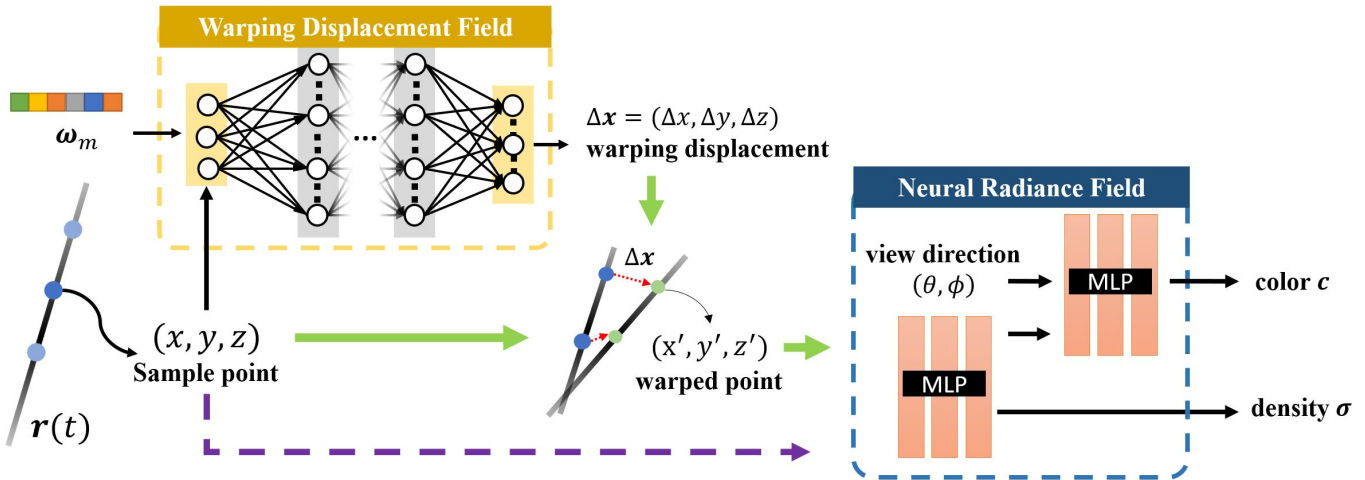 Warping Displacement Field
𝝎ₘ
...
Δ𝒙 = (Δx, Δy, Δz)
warping displacement
Neural Radiance Field
Δ𝒙
view direction
(θ, ϕ)
MLP
color 𝒄
(x, y, z)
Sample point
(x′, y′, z′)
warped point
MLP
density 𝝈
𝒓(t)